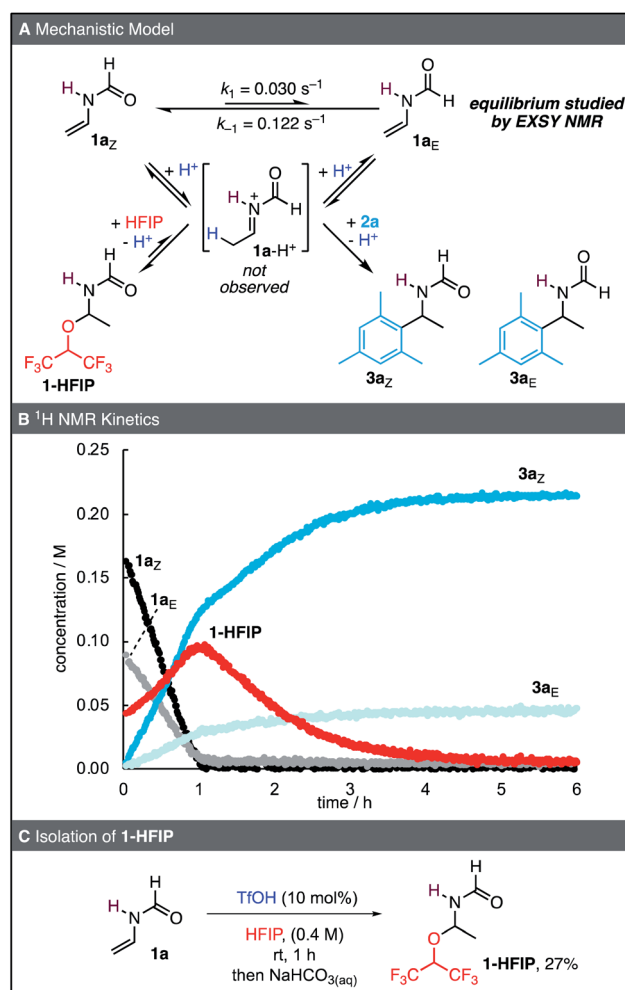 A Mechanistic Model
H N H O
1aZ
k1 = 0.030 s−1
k−1 = 0.122 s−1
H N O H
1aE
equilibrium studied
by EXSY NMR
+ H+
+ H+
H N + O H
H
1a-H+
not
observed
+ HFIP
- H+
+ 2a
- H+
H N H O
O
F3C CF3
1-HFIP
H N H O
3aZ
H N O H
3aE
B 1H NMR Kinetics
concentration / M
0.25
0.20
0.15
0.10
0.05
0.00
1aZ
1aE
1-HFIP
3aZ
3aE
0 1 2 3 4 5 6
time / h
C Isolation of 1-HFIP
H N H O
1a
TfOH (10 mol%)
HFIP, (0.4 M)
rt, 1 h
then NaHCO3(aq)
H N H O
O
F3C CF3
1-HFIP, 27%